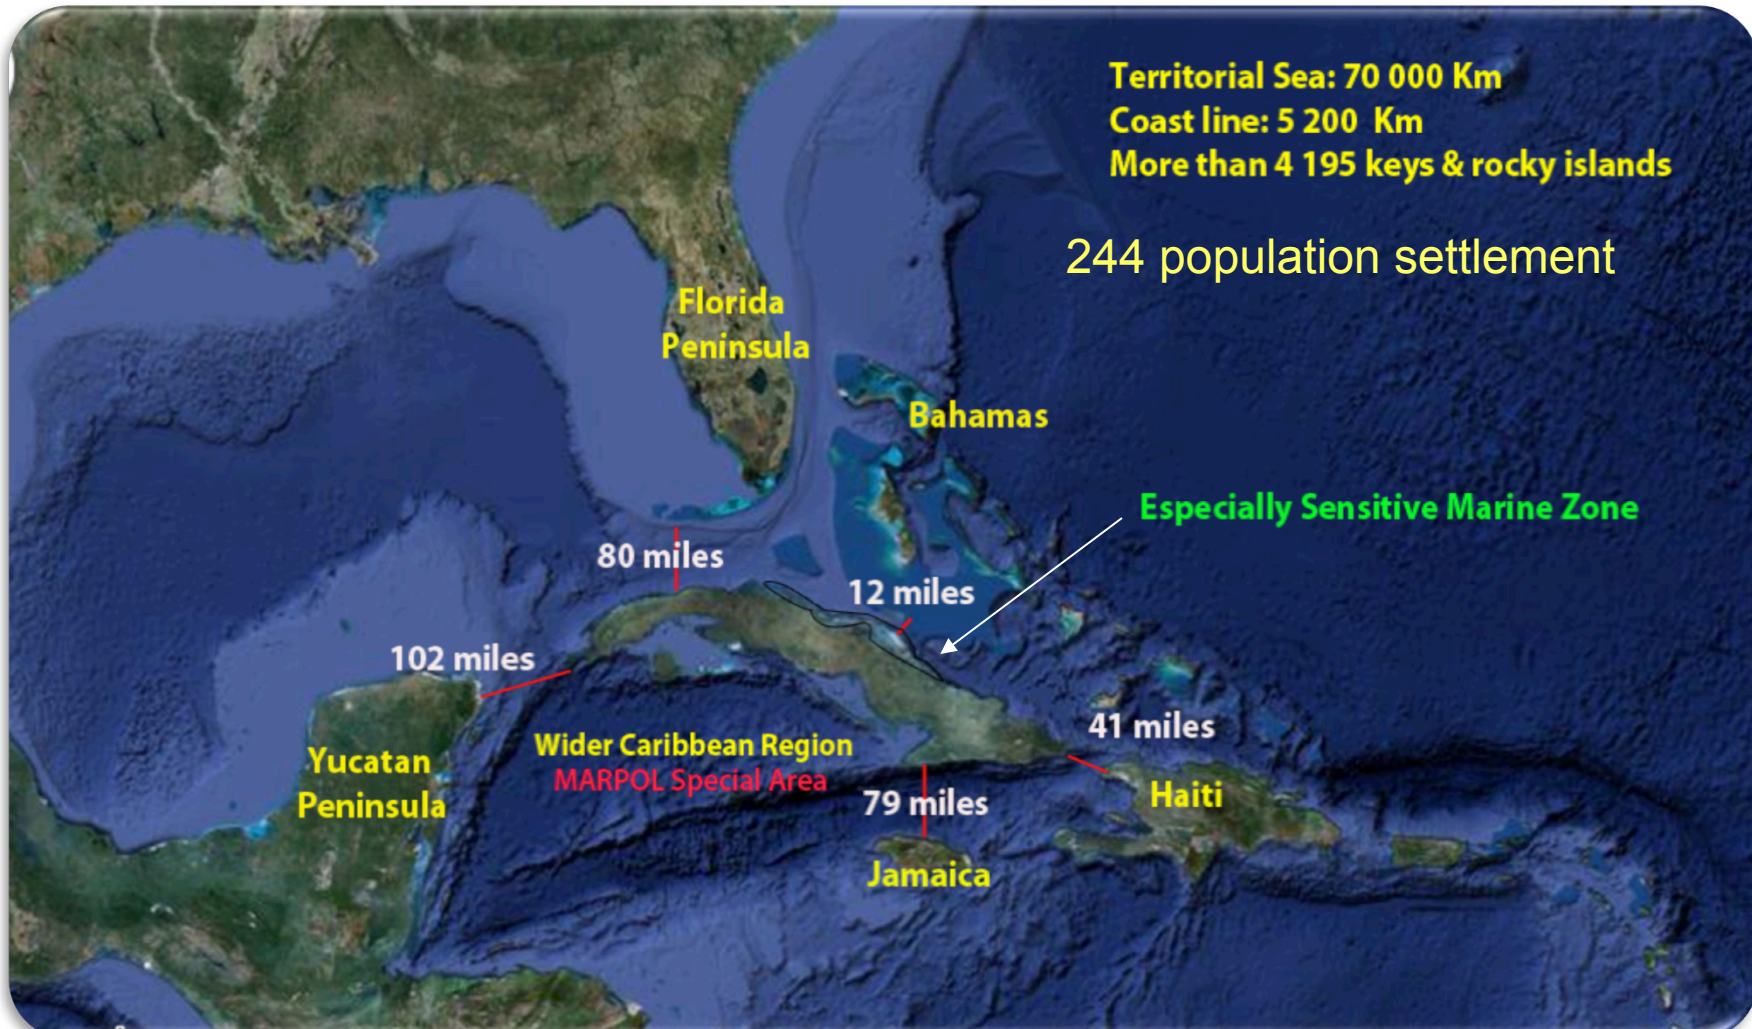 Territorial Sea: 70 000 Km
Coast line: 5 200 Km
More than 4 195 keys & rocky islands
244 population settlement
Florida
Peninsula
Bahamas
Especially Sensitive Marine Zone
80 miles
12 miles
102 miles
41 miles
Wider Caribbean Region
MARPOL Special Area
Yucatan
Peninsula
79 miles
Haiti
Jamaica